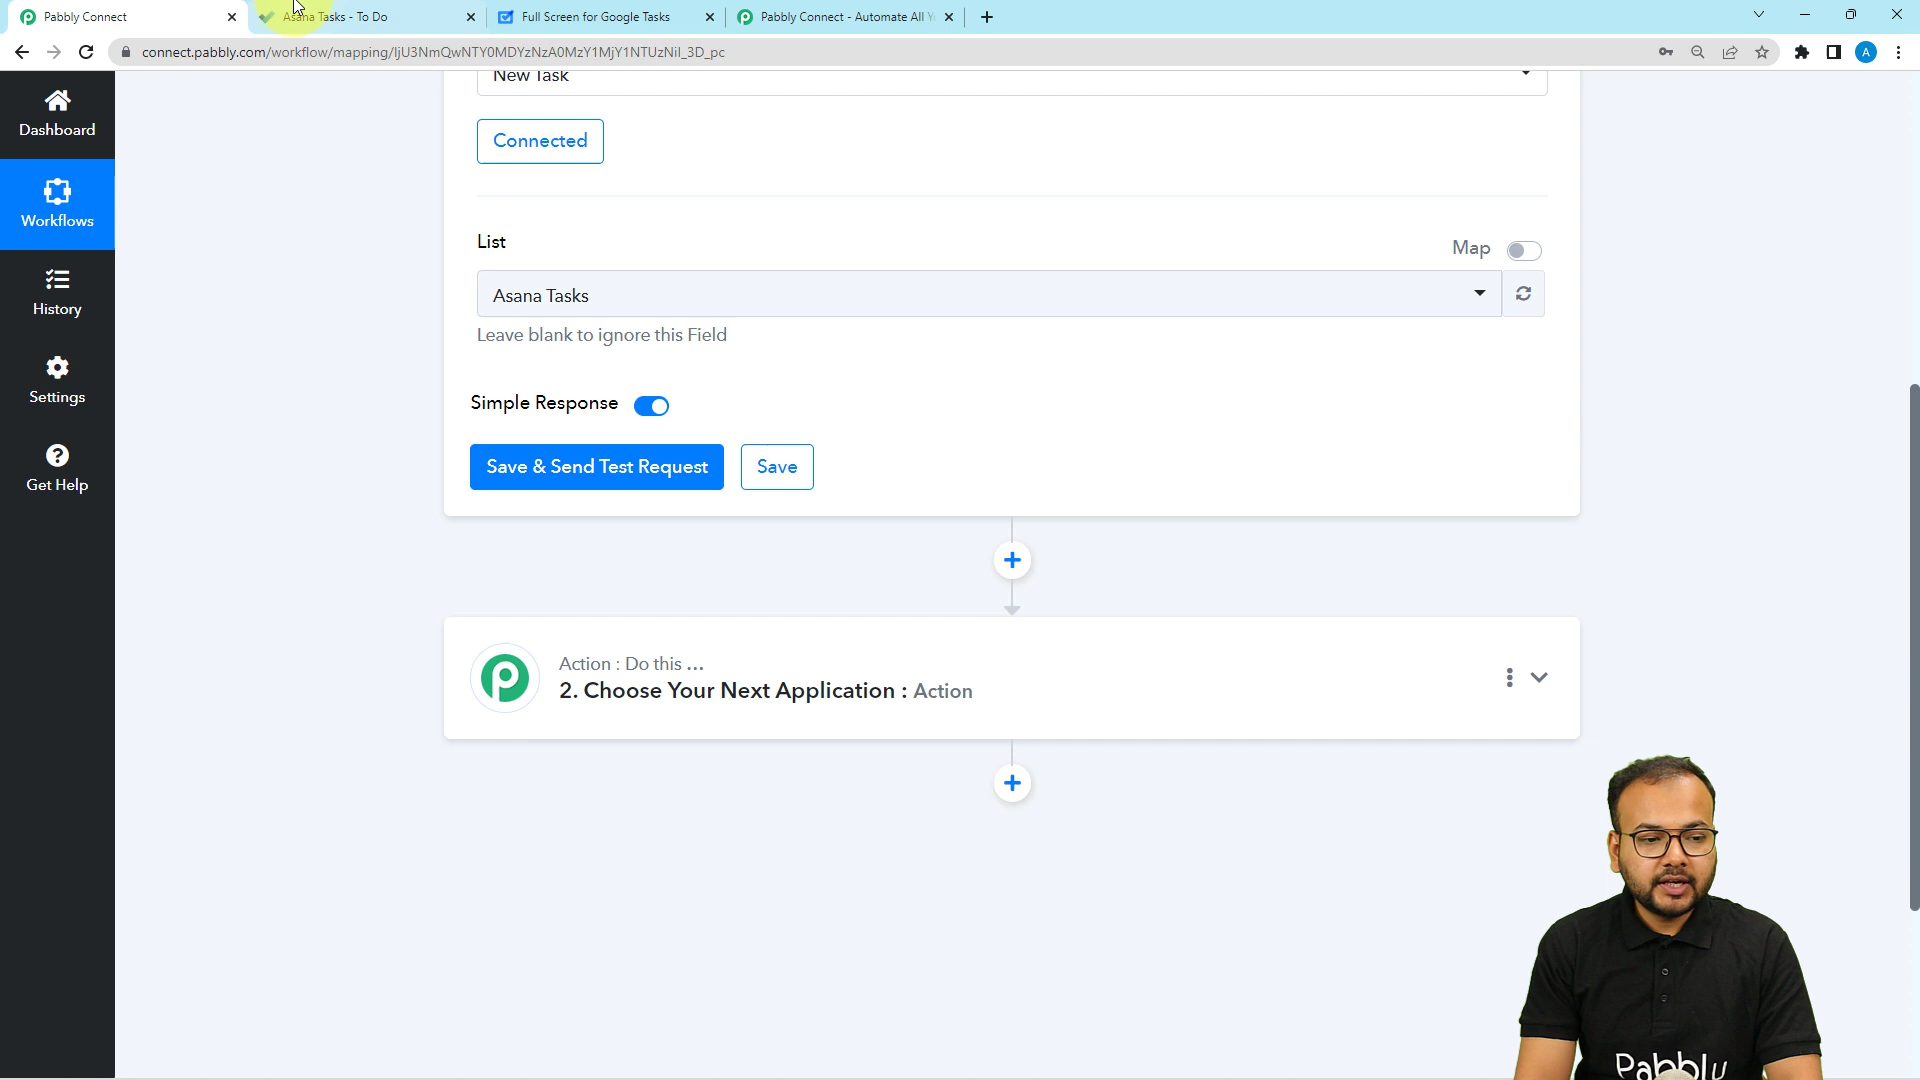 Pabbly Connect
Asana Tasks - To Do
Full Screen for Google Tasks
Pabbly Connect - Automate All
connect.pabbly.com/workflow/mapping/IjU3NmQwNTY0MDYzNzA0MzY1MjY1NTUzNiI_3D_pc
A
Dashboard
Workflows
History
Settings
Get Help
New Task
Connected
List
Map
Asana Tasks
Leave blank to ignore this Field
Simple Response
Save & Send Test Request
Save
Action : Do this ...
2. Choose Your Next Application : Action
Pabbly